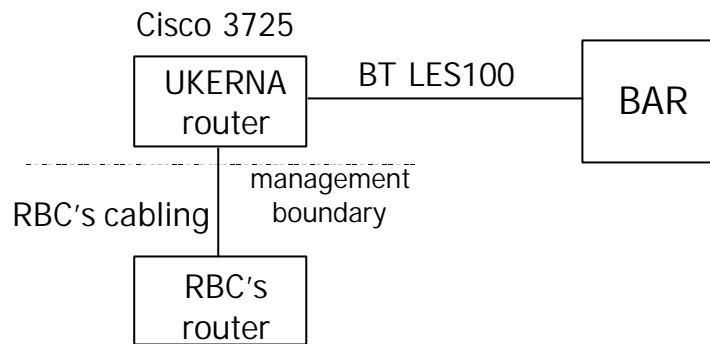 Cisco 3725
UKERNA
router
BT LES100
BAR
management
boundary
RBC's cabling
RBC's
router